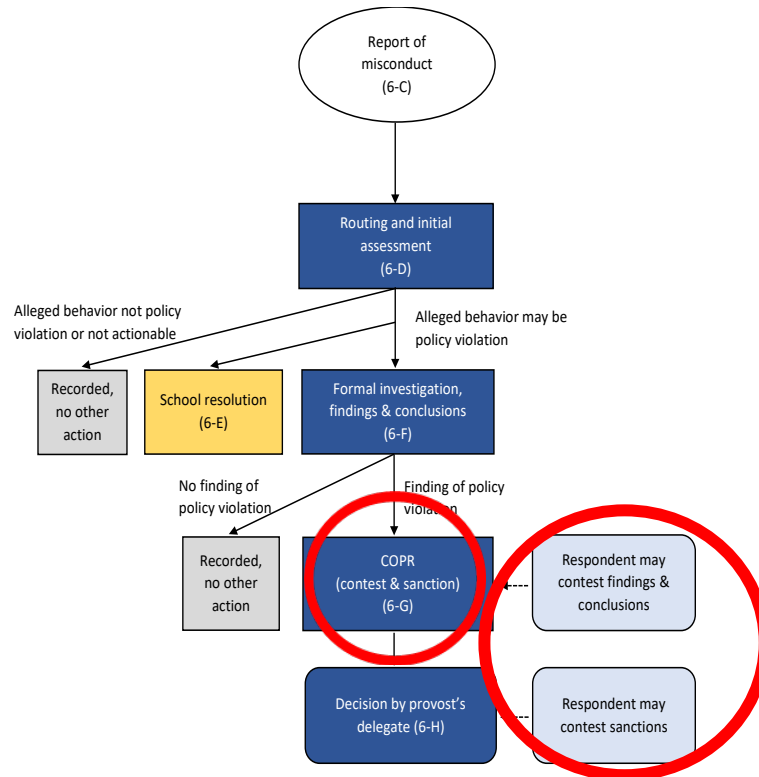 Report of
misconduct
(6-C)
Routing and initial
assessment
(6-D)
Alleged behavior not policy
violation or not actionable
Alleged behavior may be
policy violation
Recorded,
no other
action
School resolution
(6-E)
Formal investigation,
findings & conclusions
(6-F)
No finding of
policy violation
Finding of policy
violation
Recorded,
no other
action
COPR
(contest & sanction)
(6-G)
Respondent may
contest findings &
conclusions
Decision by provost's
delegate (6-H)
Respondent may
contest sanctions